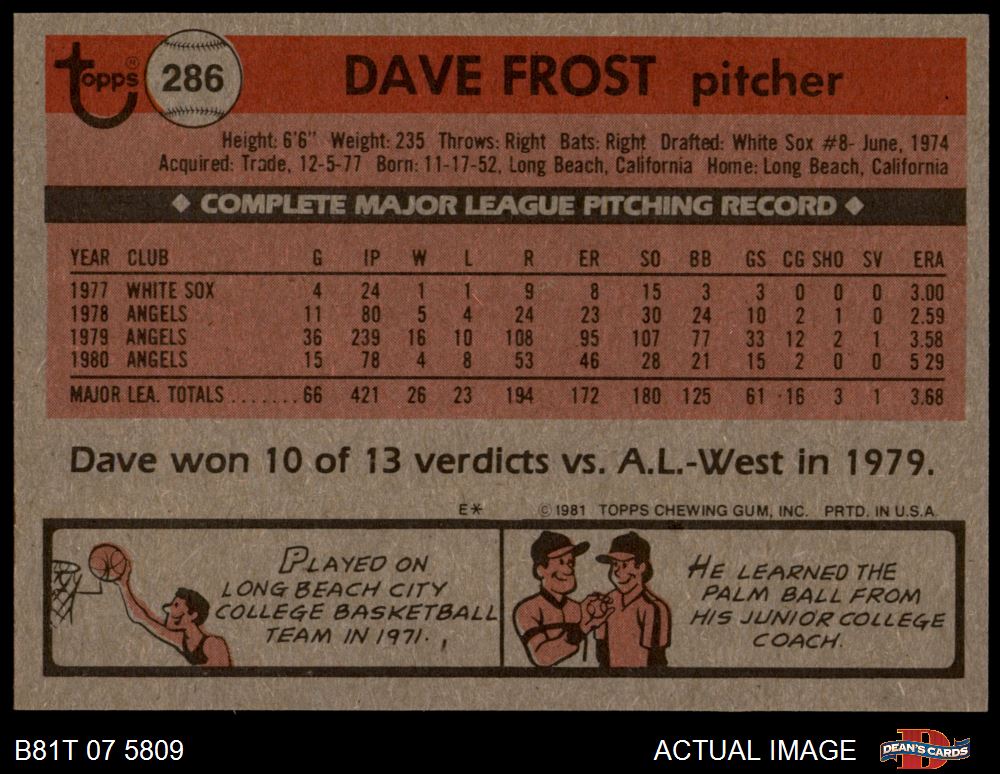 topps® 286 DAVE FROST pitcher
Height: 6'6" Weight: 235 Throws: Right Bats: Right Drafted: White Sox #8- June, 1974
Acquired: Trade, 12-5-77 Born: 11-17-52, Long Beach, California Home: Long Beach, California
◆ COMPLETE MAJOR LEAGUE PITCHING RECORD ◆
YEAR CLUB G IP W L R ER SO BB GS CG SHO SV ERA
1977 WHITE SOX 4 24 1 1 9 8 15 3 3 0 0 0 3.00
1978 ANGELS 11 80 5 4 24 23 30 24 10 2 1 0 2.59
1979 ANGELS 36 239 16 10 108 95 107 77 33 12 2 1 3.58
1980 ANGELS 15 78 4 8 53 46 28 21 15 2 0 0 5 29
MAJOR LEA. TOTALS.......66 421 26 23 194 172 180 125 61 16 3 1 3.68
Dave won 10 of 13 verdicts vs. A.L.-West in 1979.
E* © 1981 TOPPS CHEWING GUM, INC. PRTD. IN U.S.A.
PLAYED ON
LONG BEACH CITY
COLLEGE BASKETBALL
TEAM IN 1971.
HE LEARNED THE
PALM BALL FROM
HIS JUNIOR COLLEGE
COACH.
B81T 07 5809 ACTUAL IMAGE DEAN'S CARDS